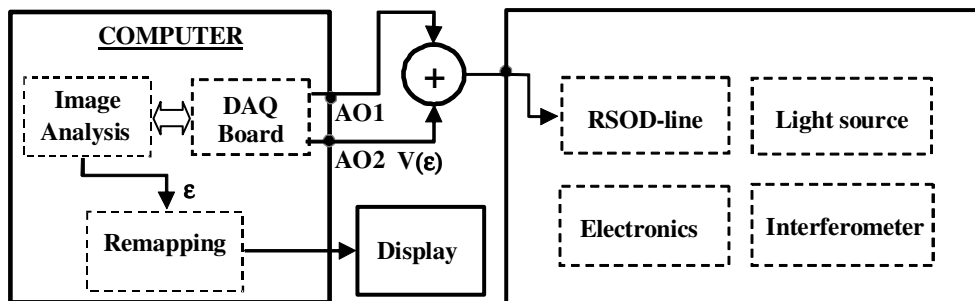 COMPUTER
Image
Analysis
DAQ
Board
AO1
AO2 V(ε)
ε
Remapping
Display
+
RSOD-line
Light source
Electronics
Interferometer